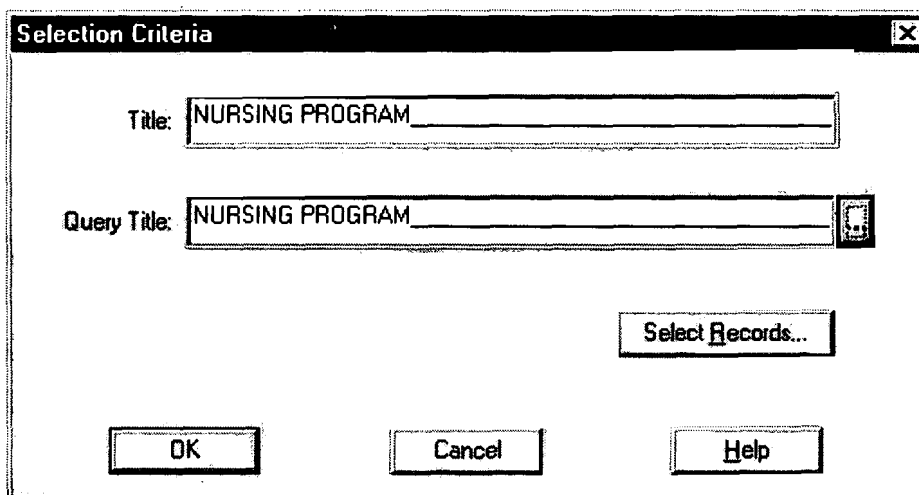 Selection Criteria
Title: NURSING PROGRAM
Query Title: NURSING PROGRAM
Select Records...
OK Cancel Help